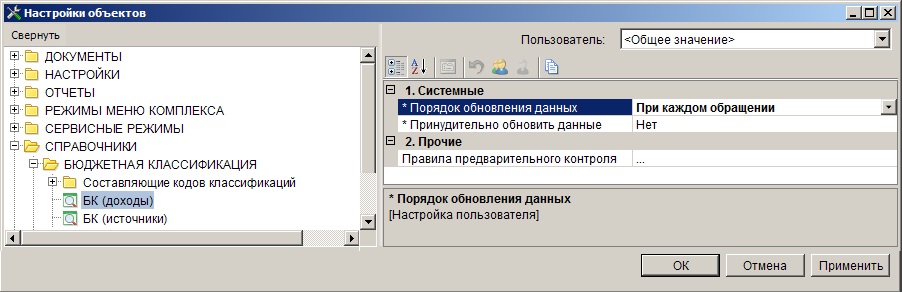 Настройки объектов
Свернуть
Пользователь: <Общее значение>
ДОКУМЕНТЫ
НАСТРОЙКИ
ОТЧЕТЫ
РЕЖИМЫ МЕНЮ КОМПЛЕКСА
СЕРВИСНЫЕ РЕЖИМЫ
СПРАВОЧНИКИ
БЮДЖЕТНАЯ КЛАССИФИКАЦИЯ
Составляющие кодов классификаций
БК (доходы)
БК (источники)
1. Системные
* Порядок обновления данных При каждом обращении
* Принудительно обновить данные Нет
2. Прочие
Правила предварительного контроля ...
* Порядок обновления данных
[Настройка пользователя]
ОК Отмена Применить